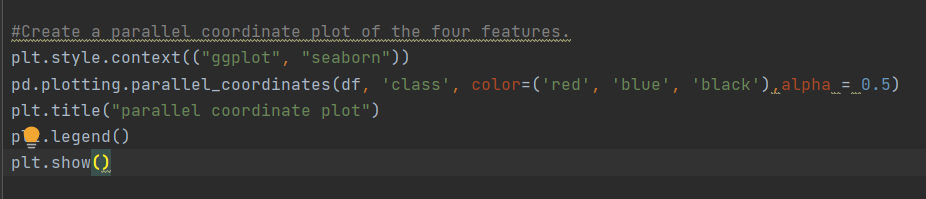 #Create a parallel coordinate plot of the four features.
plt.style.context(("ggplot", "seaborn"))
pd.plotting.parallel_coordinates(df, 'class', color=('red', 'blue', 'black'),alpha = 0.5)
plt.title("parallel coordinate plot")
plt.legend()
plt.show()